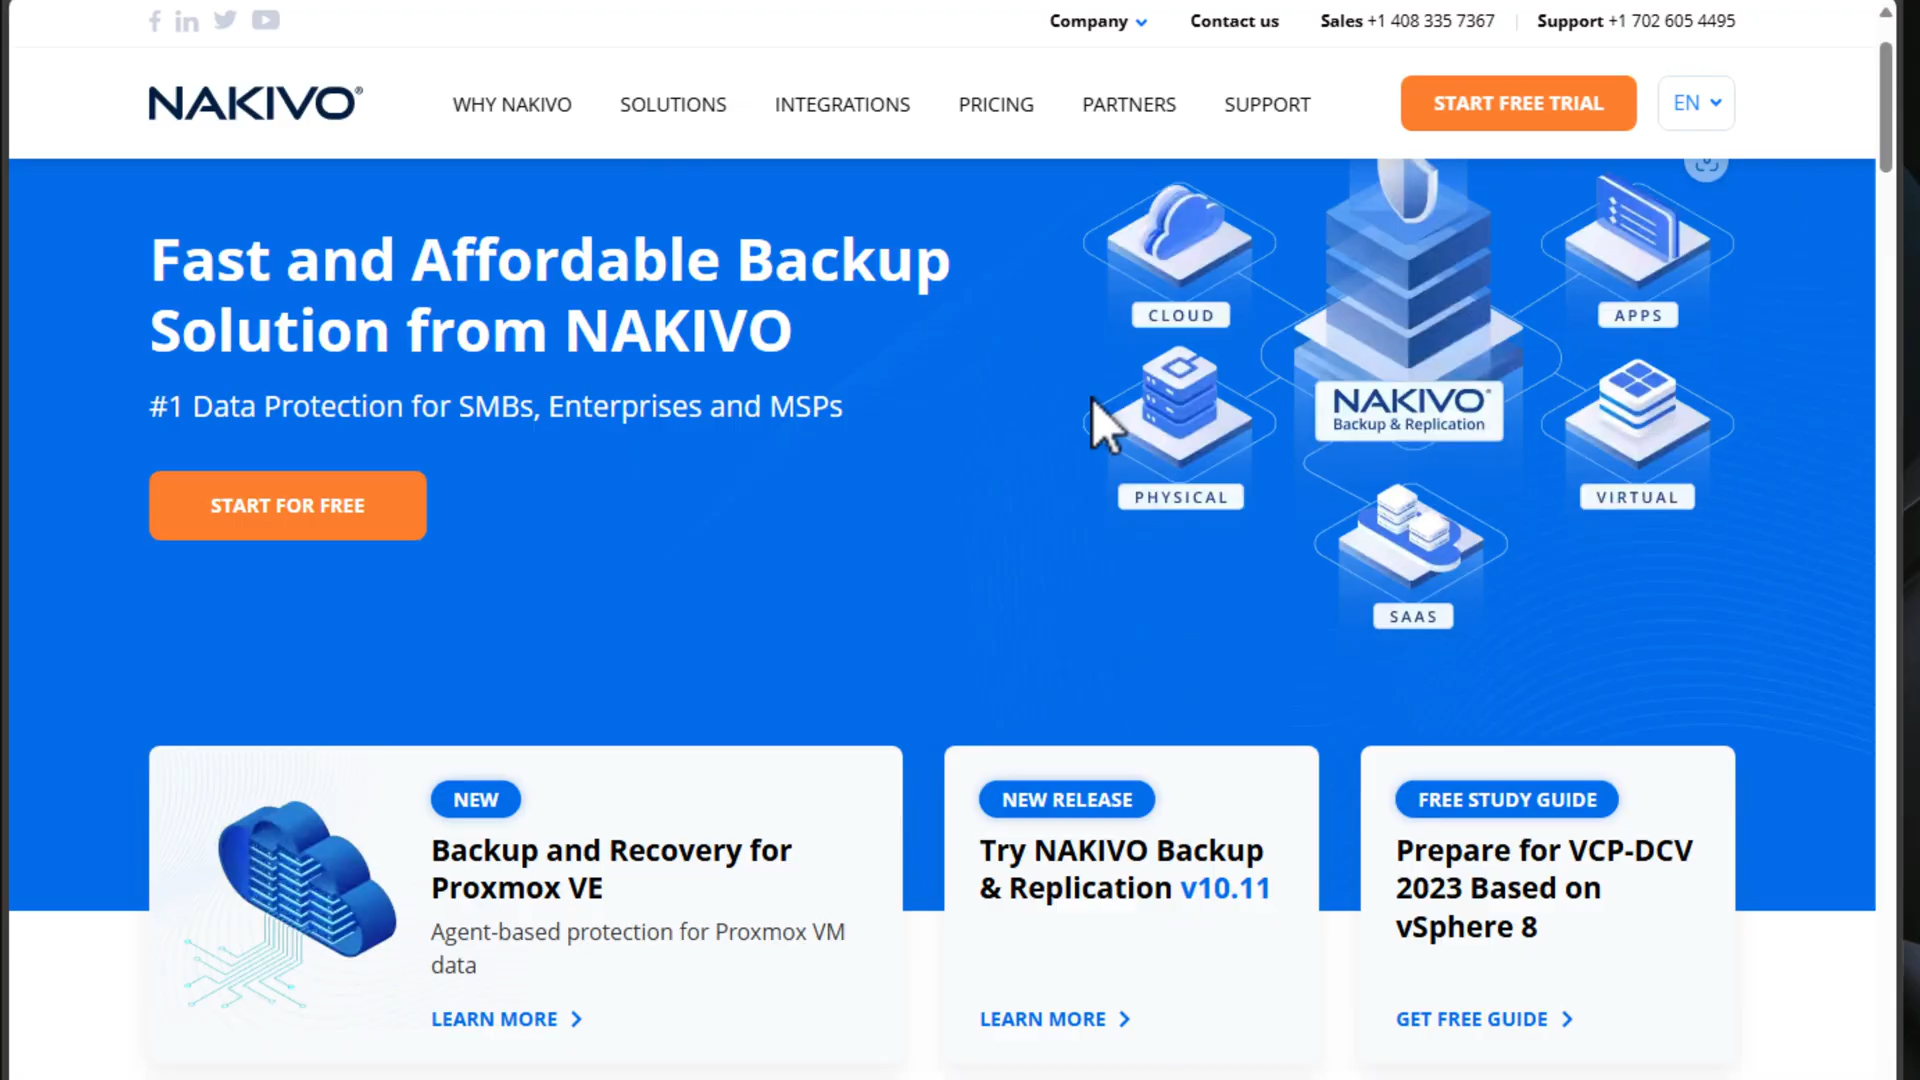 Company
Contact us
Sales +1 408 335 7367
Support +1 702 605 4495
NAKIVO®
WHY NAKIVO
SOLUTIONS
INTEGRATIONS
PRICING
PARTNERS
SUPPORT
START FREE TRIAL
EN
Fast and Affordable Backup
Solution from NAKIVO
#1 Data Protection for SMBs, Enterprises and MSPs
START FOR FREE
CLOUD
APPS
NAKIVO®
Backup & Replication
PHYSICAL
VIRTUAL
SAAS
NEW
Backup and Recovery for
Proxmox VE
Agent-based protection for Proxmox VM
data
LEARN MORE
NEW RELEASE
Try NAKIVO Backup
& Replication v10.11
LEARN MORE
FREE STUDY GUIDE
Prepare for VCP-DCV
2023 Based on
vSphere 8
GET FREE GUIDE